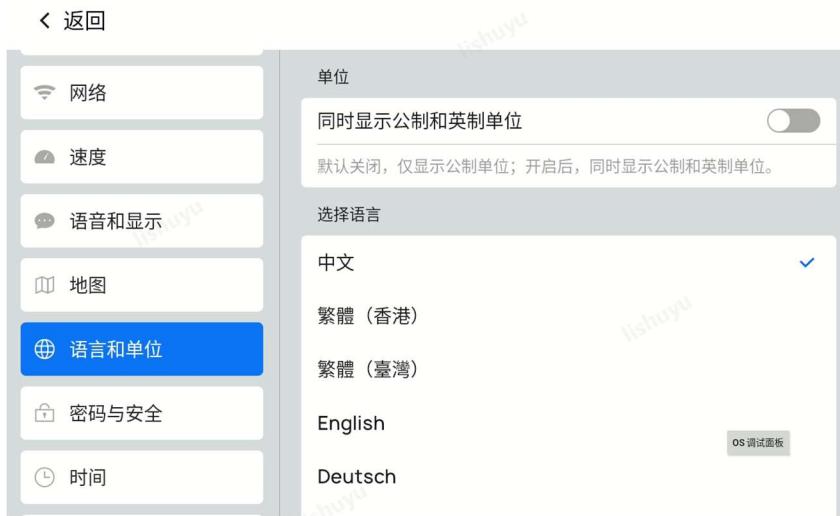 返回
网络
速度
语音和显示
地图
语言和单位
密码与安全
时间
单位
同时显示公制和英制单位
默认关闭，仅显示公制单位；开启后，同时显示公制和英制单位。
选择语言
中文
繁體（香港）
繁體（臺灣）
English
Deutsch
OS 调试面板
lishuyu
lishuyu
lishuyu
lishuyu